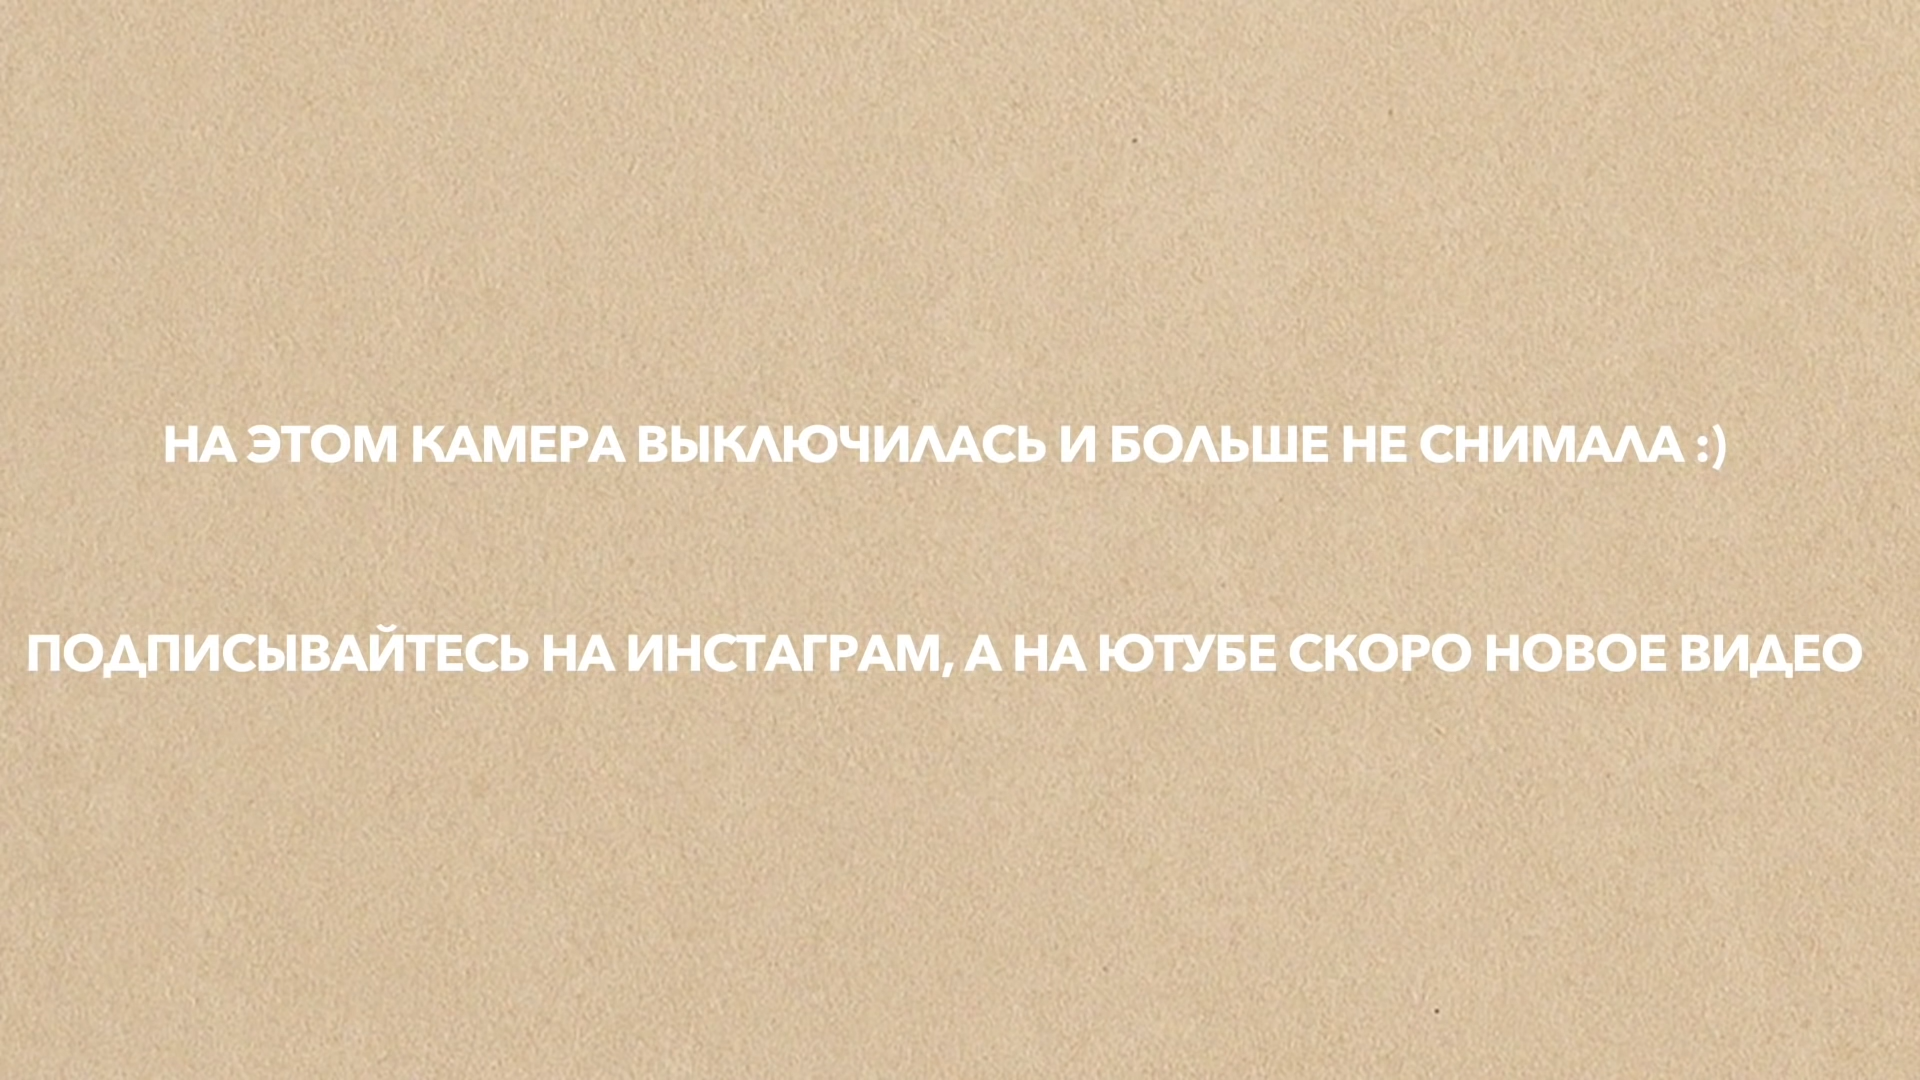 НА ЭТОМ КАМЕРА ВЫКЛЮЧИЛАСЬ И БОЛЬШЕ НЕ СНИМАЛА :)
ПОДПИСЫВАЙТЕСЬ НА ИНСТАГРАМ, А НА ЮТУБЕ СКОРО НОВОЕ ВИДЕО